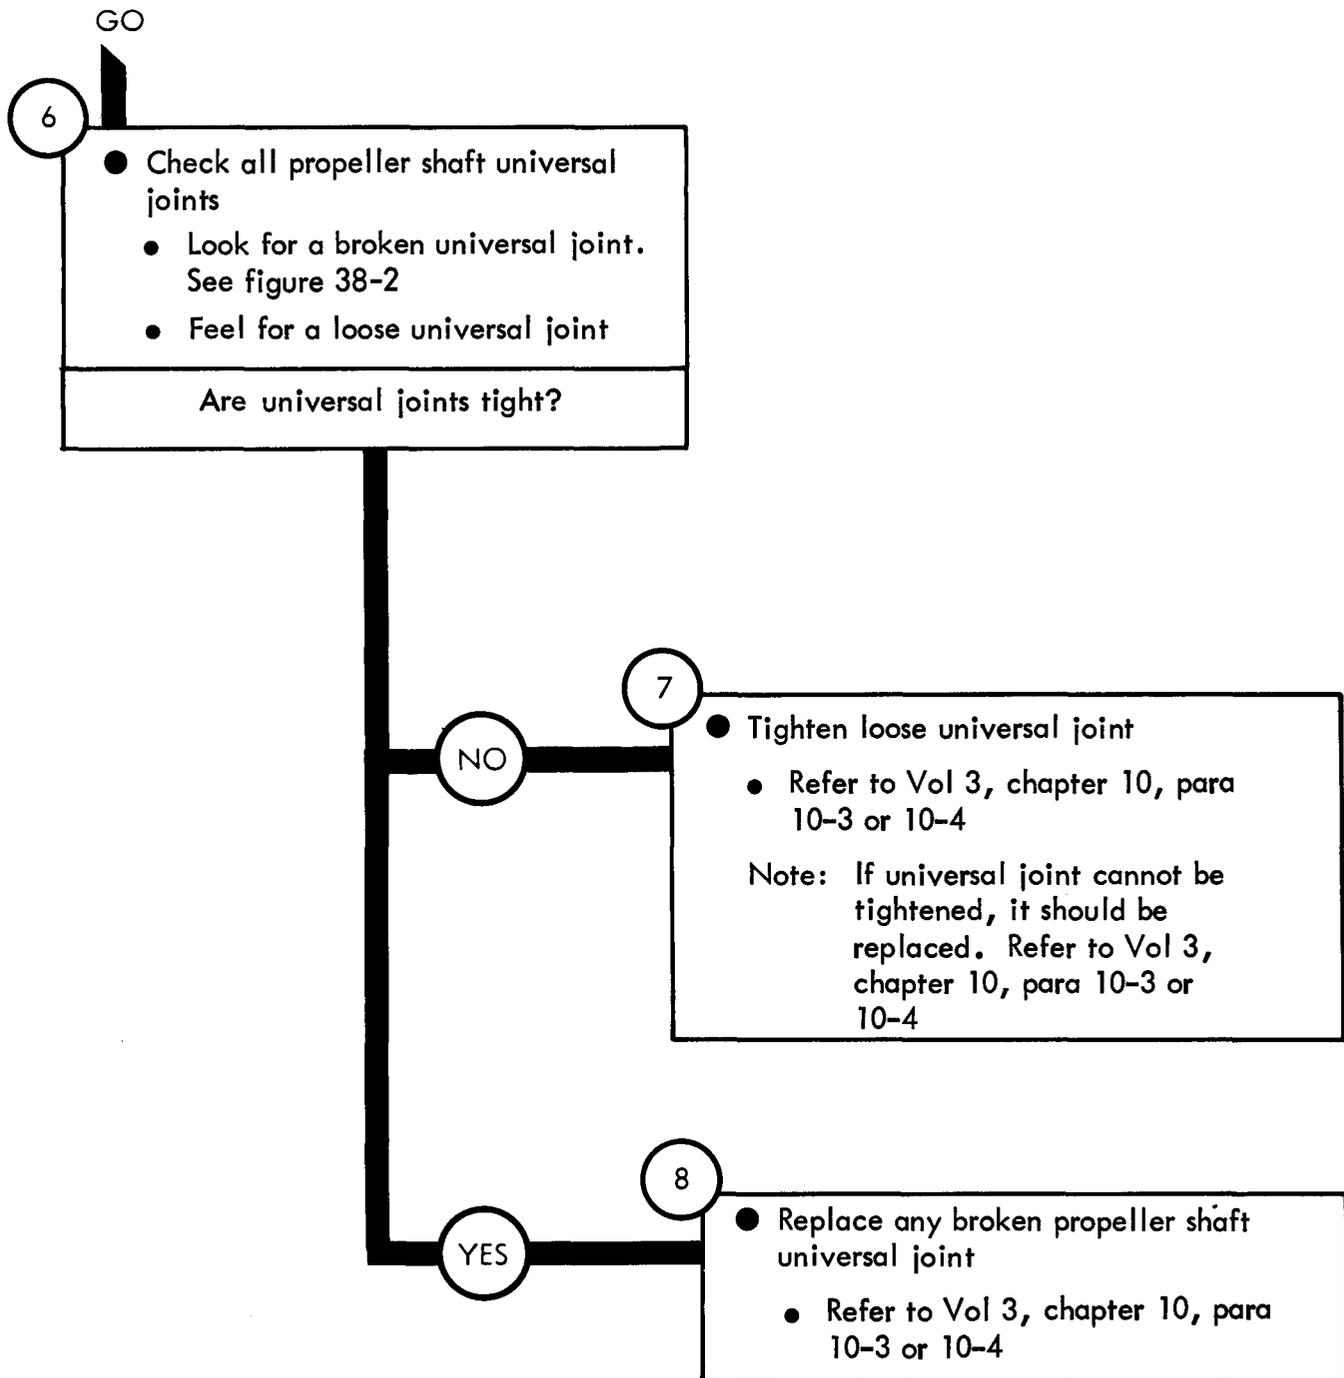 GO
6
● Check all propeller shaft universal
joints
● Look for a broken universal joint.
See figure 38-2
● Feel for a loose universal joint
Are universal joints tight?
7
NO
● Tighten loose universal joint
● Refer to Vol 3, chapter 10, para
10-3 or 10-4
Note: If universal joint cannot be
tightened, it should be
replaced. Refer to Vol 3,
chapter 10, para 10-3 or
10-4
8
YES
● Replace any broken propeller shaft
universal joint
● Refer to Vol 3, chapter 10, para
10-3 or 10-4